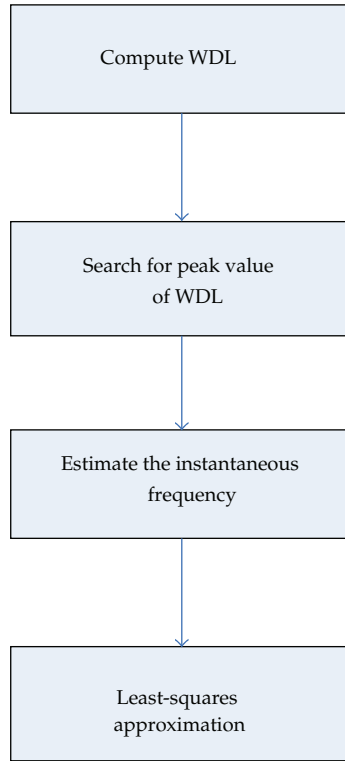 Compute WDL
Search for peak value
of WDL
Estimate the instantaneous
frequency
Least-squares
approximation